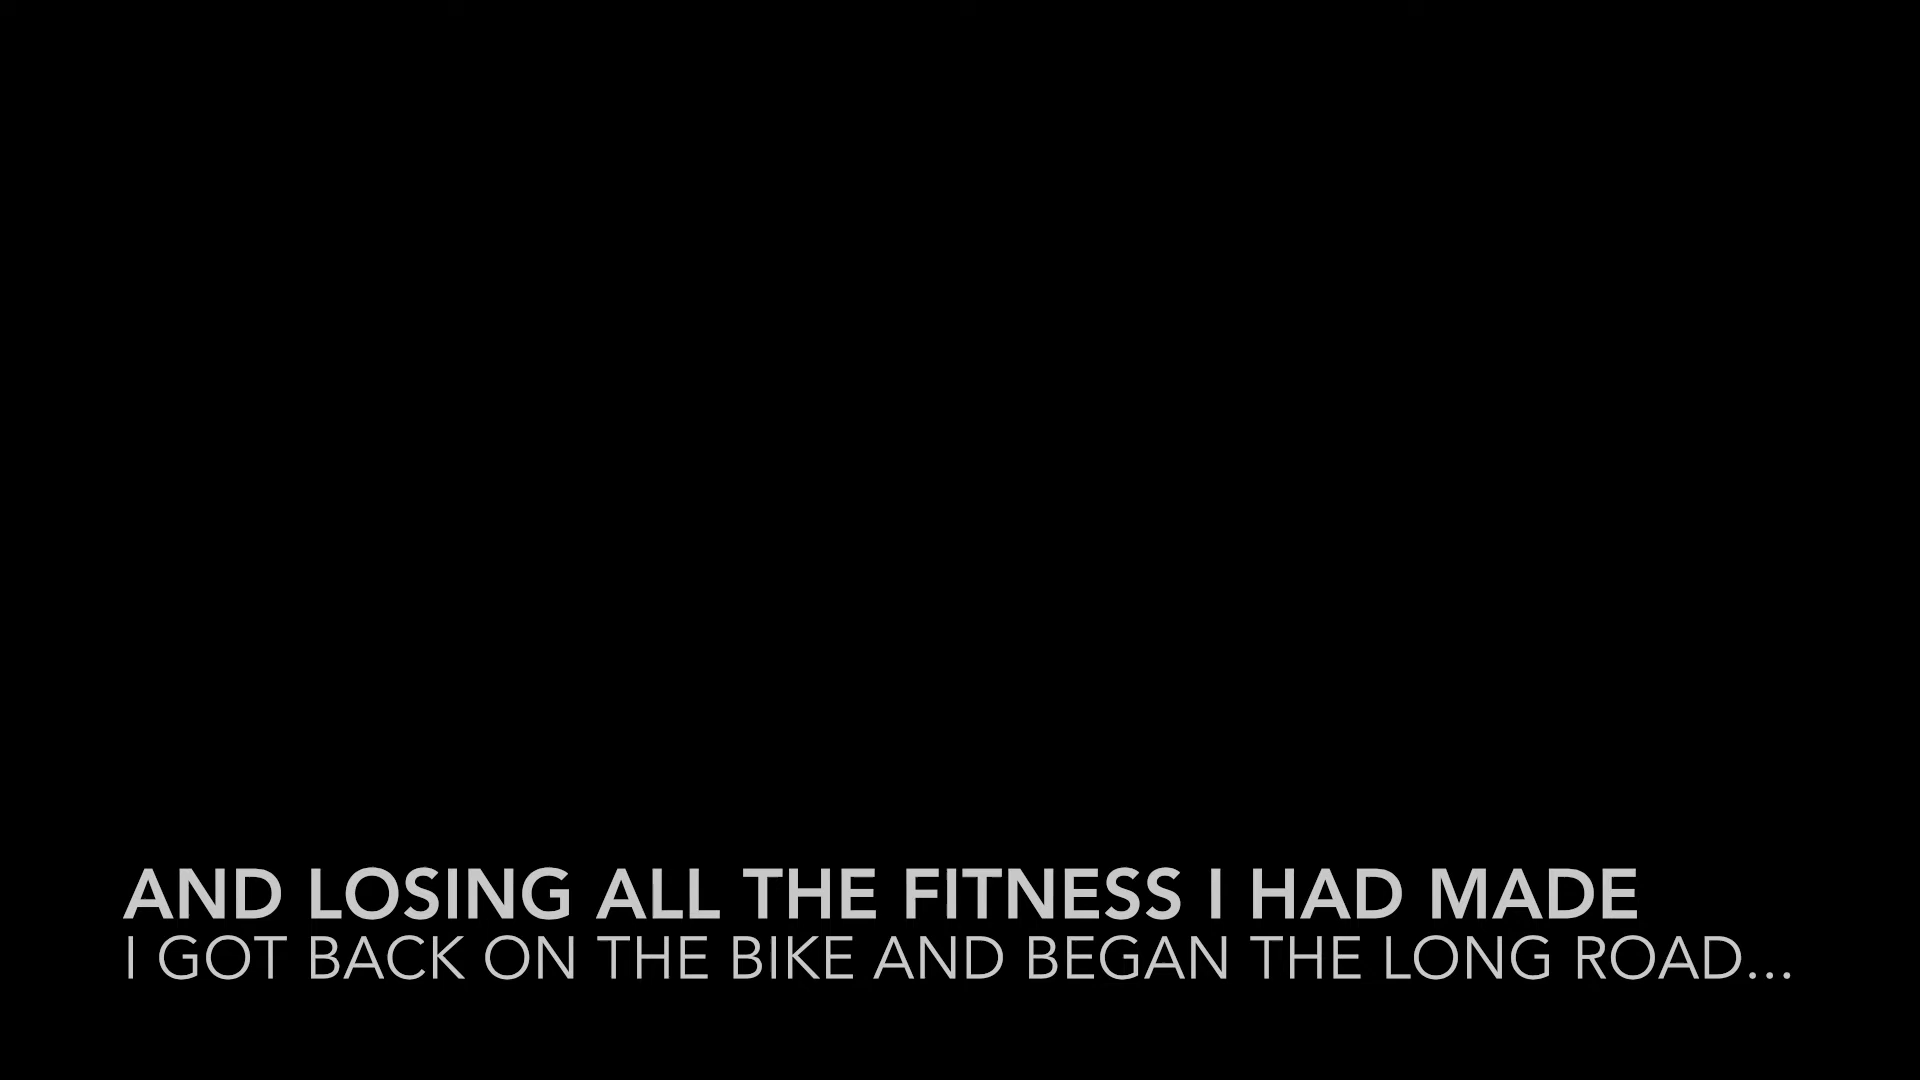 AND LOSING ALL THE FITNESS I HAD MADE
I GOT BACK ON THE BIKE AND BEGAN THE LONG ROAD...